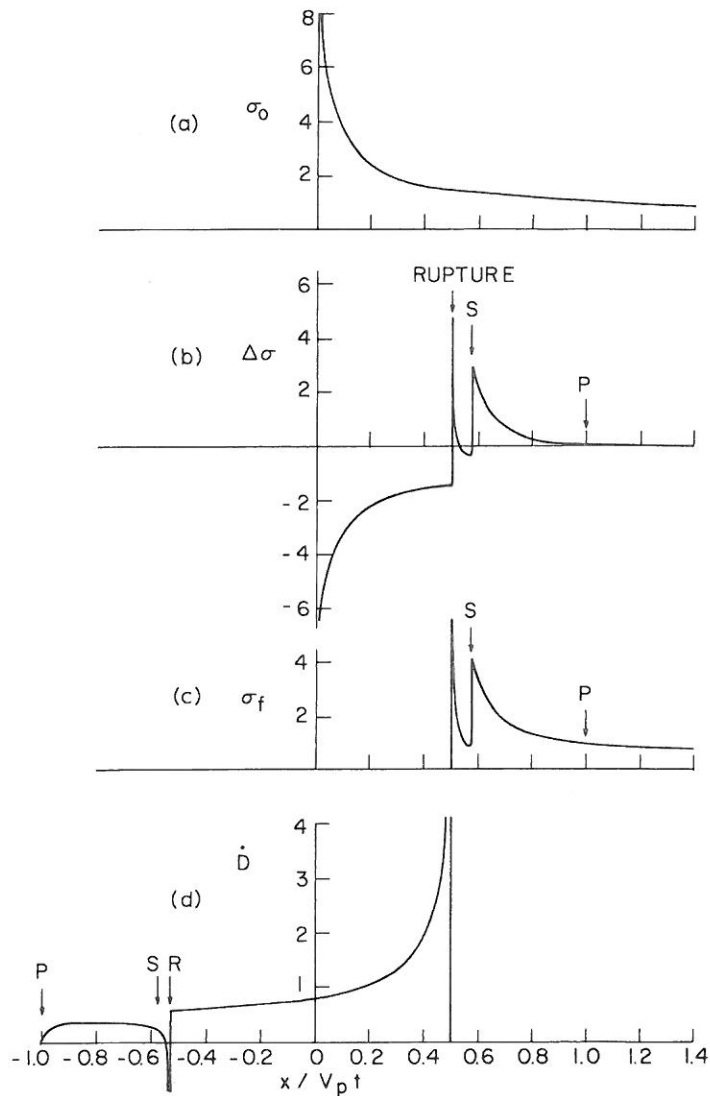 8
6
4
2
(a) σ₀
RUPTURE
6
4
2
-2
-4
-6
S
P
(b) Δσ
S
P
4
2
(c) σf
4
3
2
1
Ḋ
(d)
P
S R
-1.0 -0.8 -0.6 -0.4 -0.2 0 0.2 0.4 0.6 0.8 1.0 1.2 1.4
x / Vp t